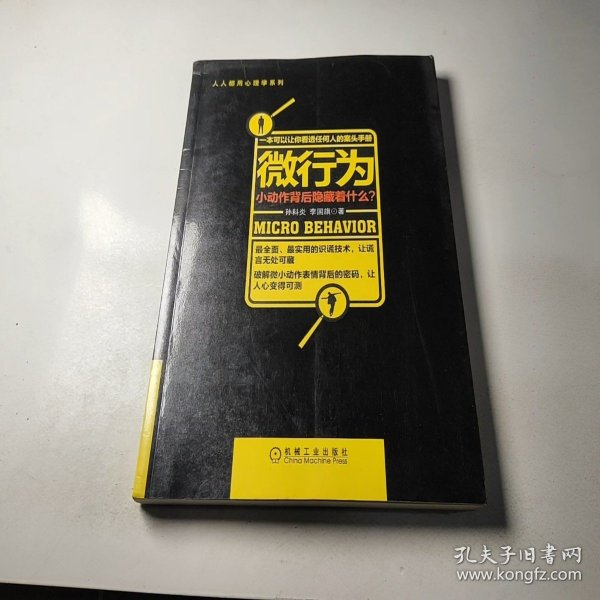 人人都用心理学系列
一本可以让你看透任何人的案头手册
微行为
小动作背后隐藏着什么?
孙科炎 李国旗◎著
MICRO BEHAVIOR
最全面、最实用的识谎技术,让谎
言无处可藏
破解微小动作表情背后的密码,让
人心变得可测
机械工业出版社
China Machine Press
孔夫子旧书网
www.kongfz.com